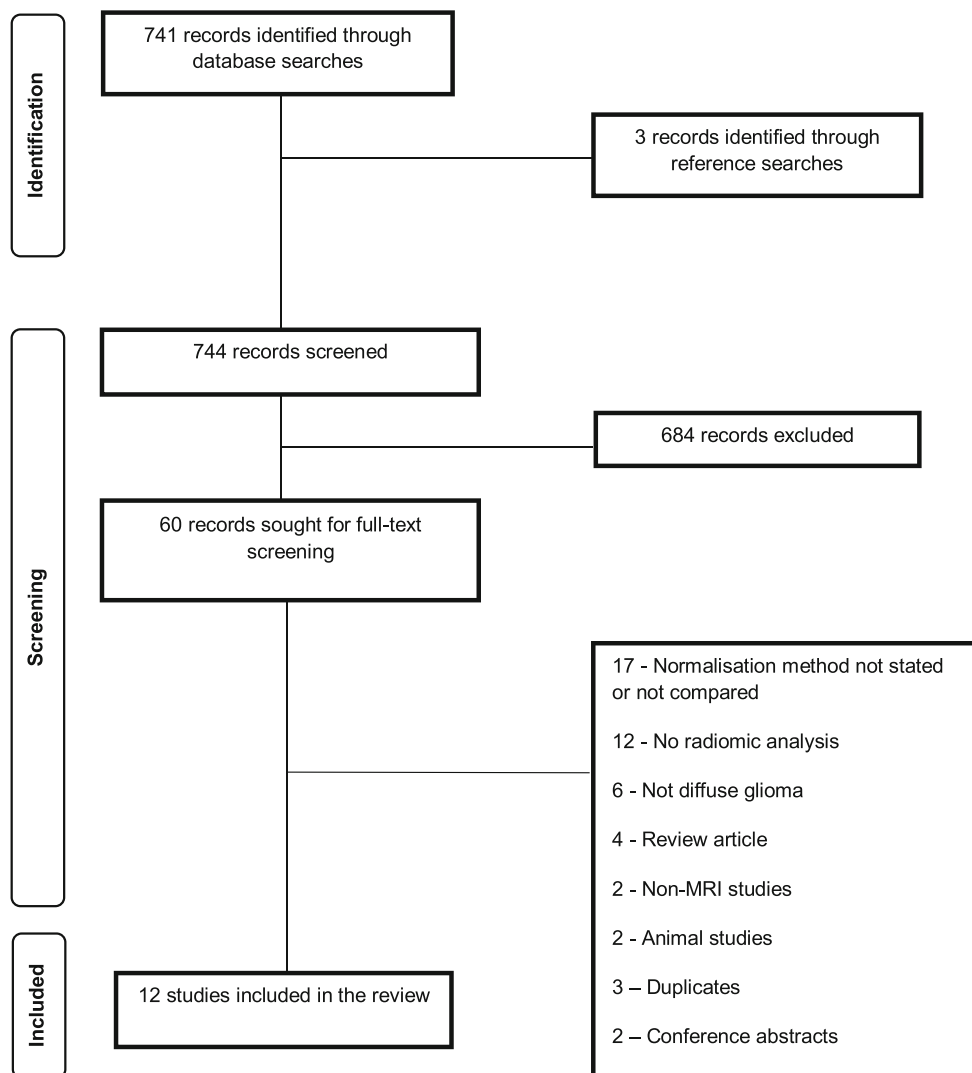 Identification
741 records identified through
database searches
3 records identified through
reference searches
Screening
744 records screened
684 records excluded
60 records sought for full-text
screening
17 - Normalisation method not stated
or not compared
12 - No radiomic analysis
6 - Not diffuse glioma
4 - Review article
2 - Non-MRI studies
2 - Animal studies
3 – Duplicates
2 – Conference abstracts
Included
12 studies included in the review